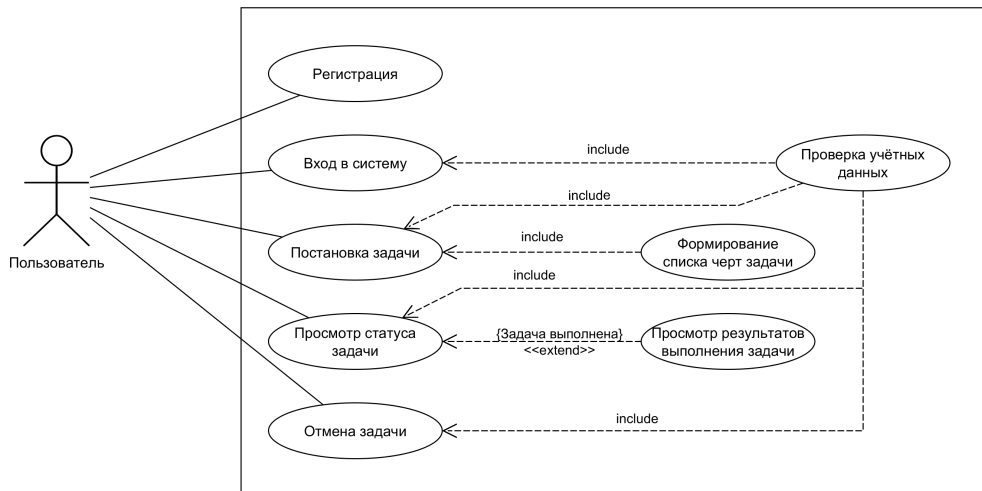 Регистрация
Вход в систему
include
Проверка учётных
данных
include
Постановка задачи
include
Формирование
списка черт задачи
Пользователь
include
Просмотр статуса
задачи
{Задача выполнена}
<<extend>>
Просмотр результатов
выполнения задачи
include
Отмена задачи